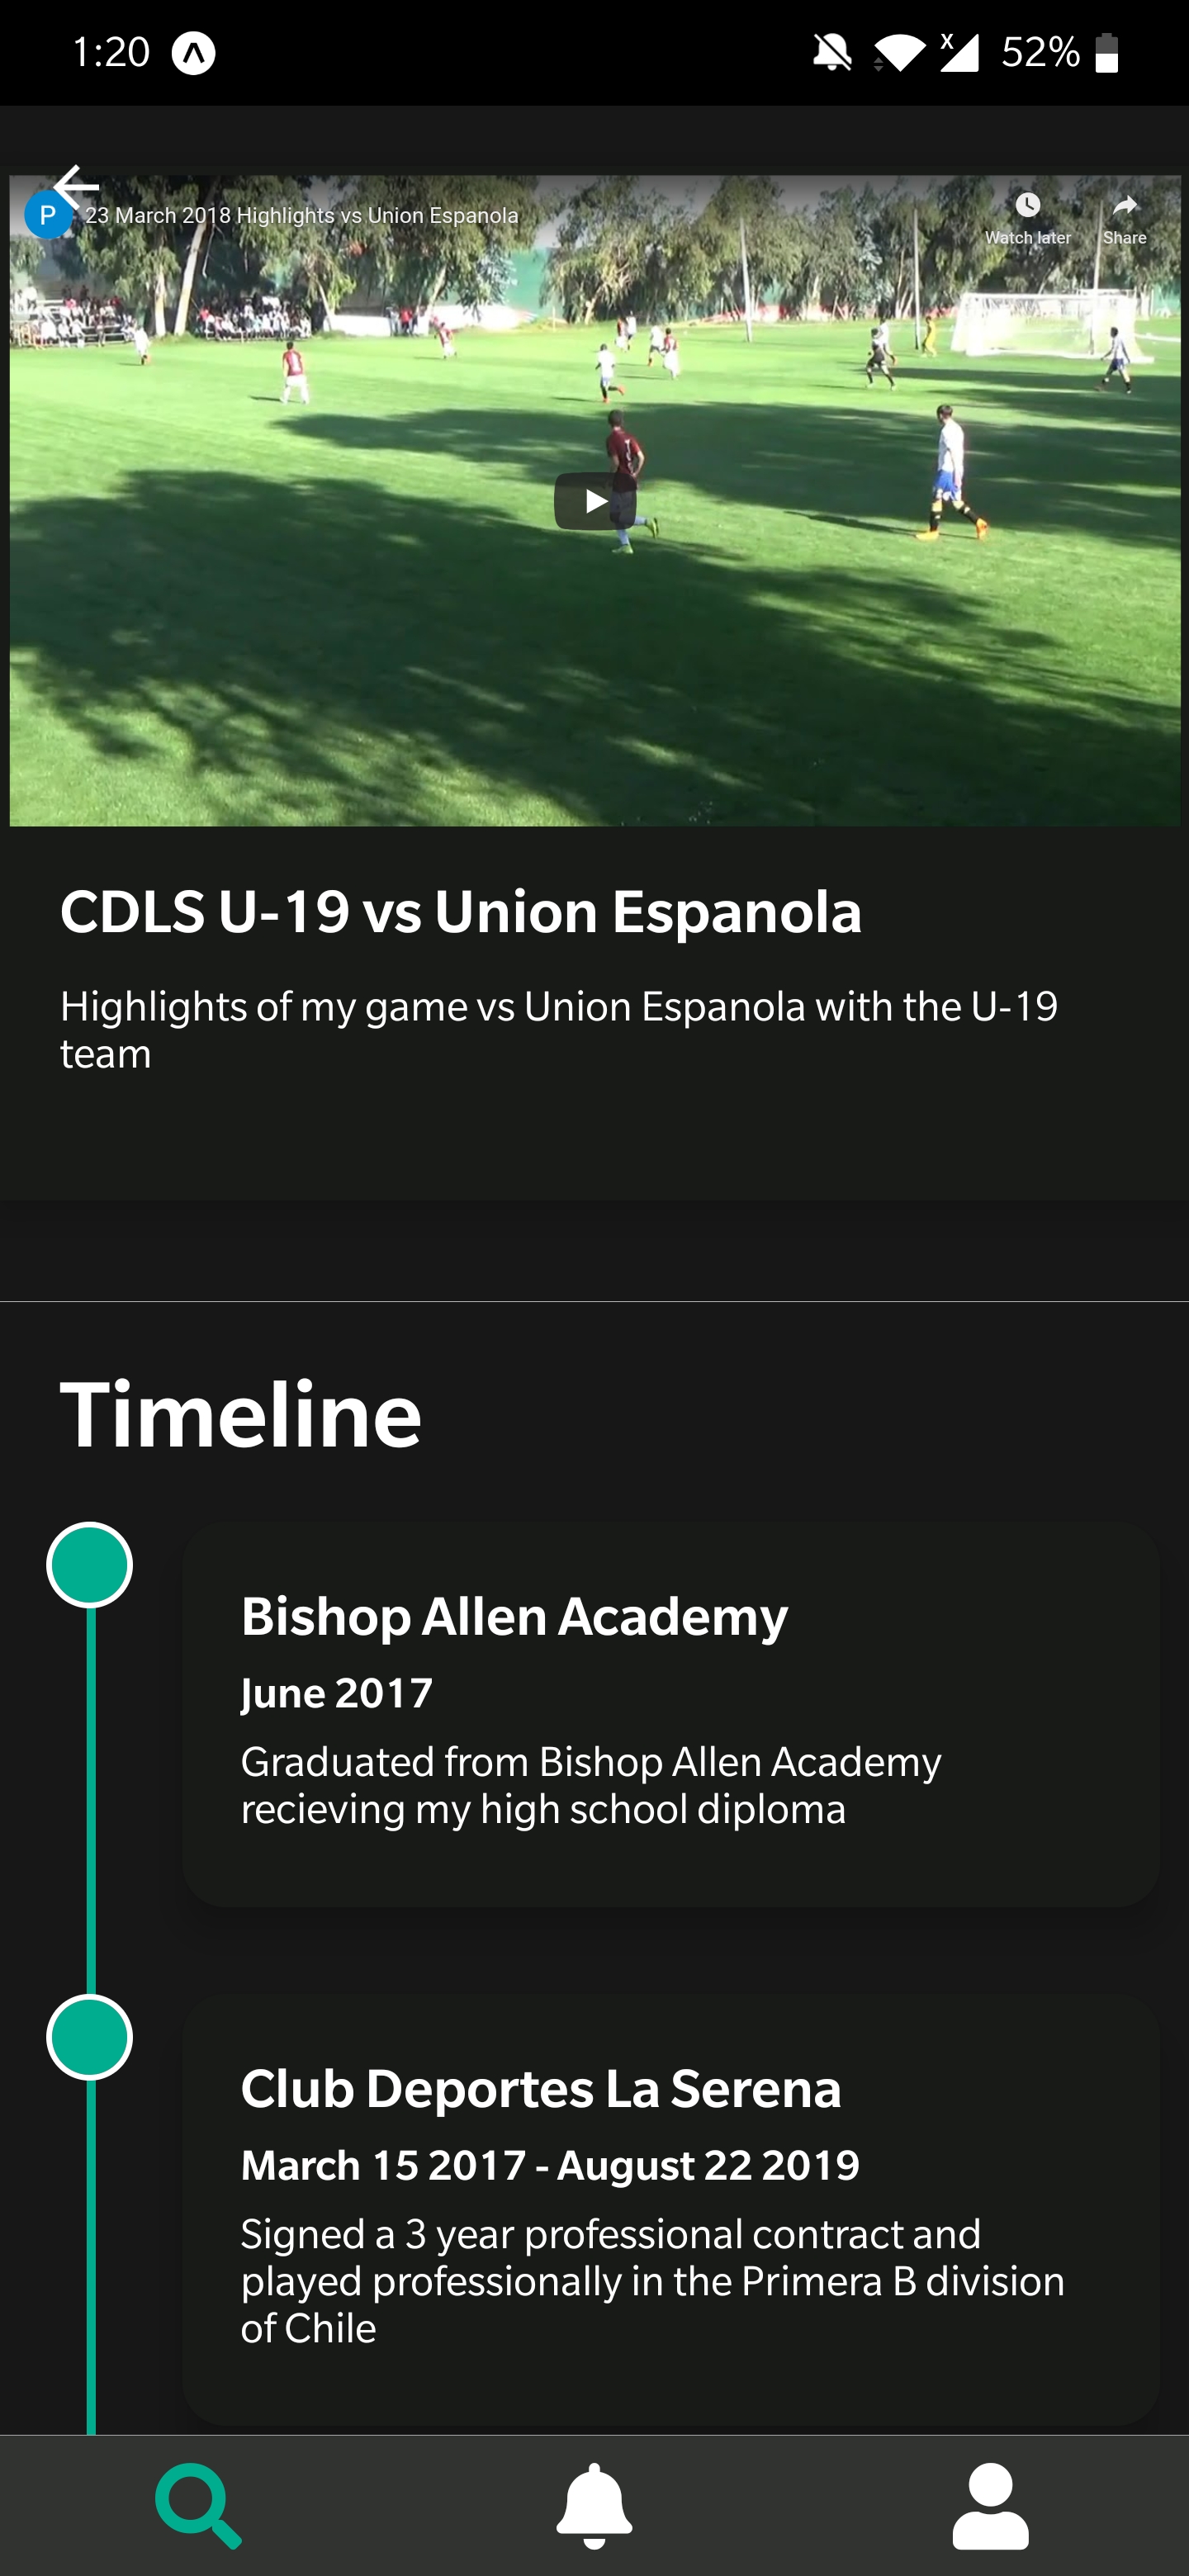 1:20
x 52%
P 23 March 2018 Highlights vs Union Espanola
Watch later Share
CDLS U-19 vs Union Espanola
Highlights of my game vs Union Espanola with the U-19
team
Timeline
Bishop Allen Academy
June 2017
Graduated from Bishop Allen Academy
recieving my high school diploma
Club Deportes La Serena
March 15 2017 - August 22 2019
Signed a 3 year professional contract and
played professionally in the Primera B division
of Chile